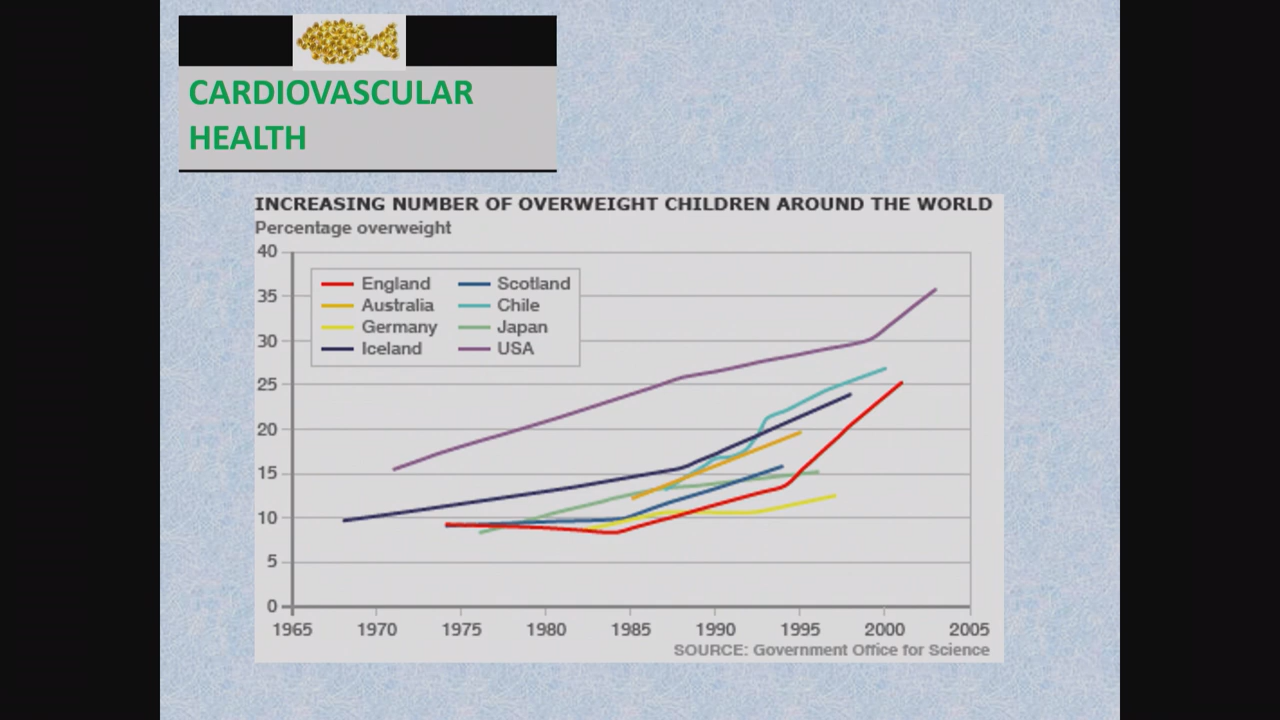 CARDIOVASCULAR
HEALTH
INCREASING NUMBER OF OVERWEIGHT CHILDREN AROUND THE WORLD
Percentage overweight
40
35
30
25
20
15
10
5
0
England
Scotland
Australia
Chile
Germany
Japan
Iceland
USA
1965 1970 1975 1980 1985 1990 1995 2000 2005
SOURCE: Government Office for Science